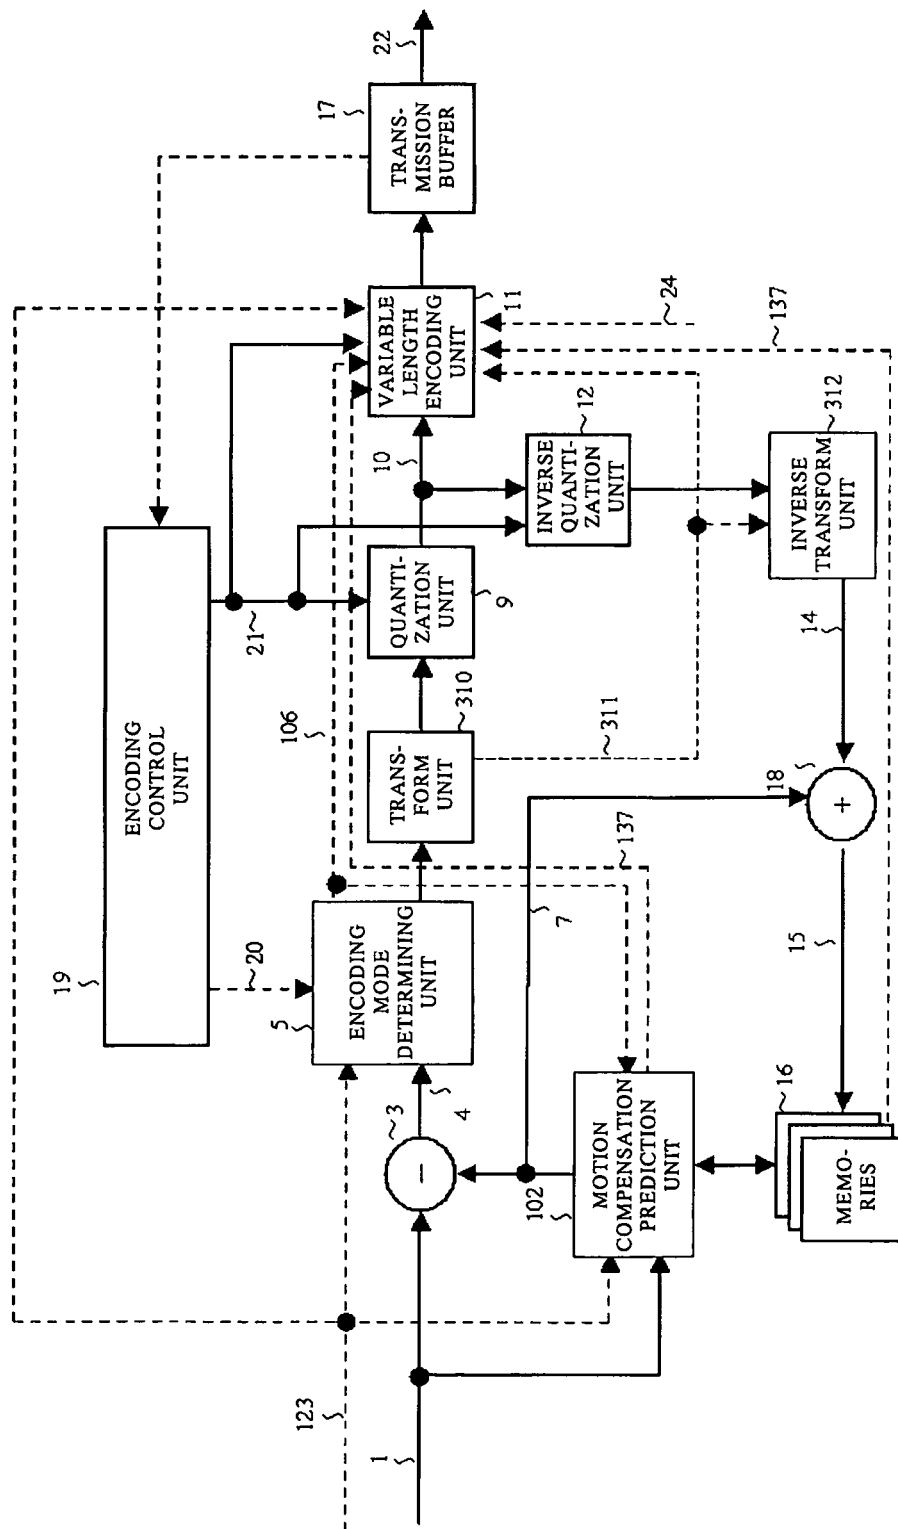 19
ENCODING
CONTROL
UNIT
20
21
17
TRANS-
MISSION
BUFFER
22
123
1
3
4
5
ENCODING
MODE
DETERMINING
UNIT
106
TRANS-
FORM
UNIT
310
QUANTI-
ZATION
UNIT
9
10
VARIABLE
LENGTH
ENCODING
UNIT
11
24
137
102
MOTION
COMPENSATION
PREDICTION
UNIT
7
137
311
INVERSE
QUANTI-
ZATION
UNIT
12
16
MEMO-
RIES
15
18
+
−
14
INVERSE
TRANSFORM
UNIT
312